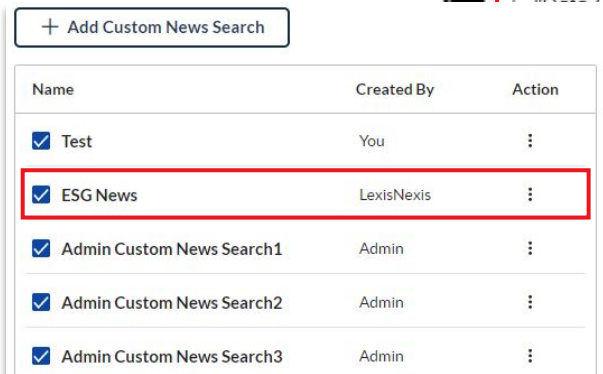 + Add Custom News Search
Name Created By Action
Test You
ESG News LexisNexis
Admin Custom News Search1 Admin
Admin Custom News Search2 Admin
Admin Custom News Search3 Admin